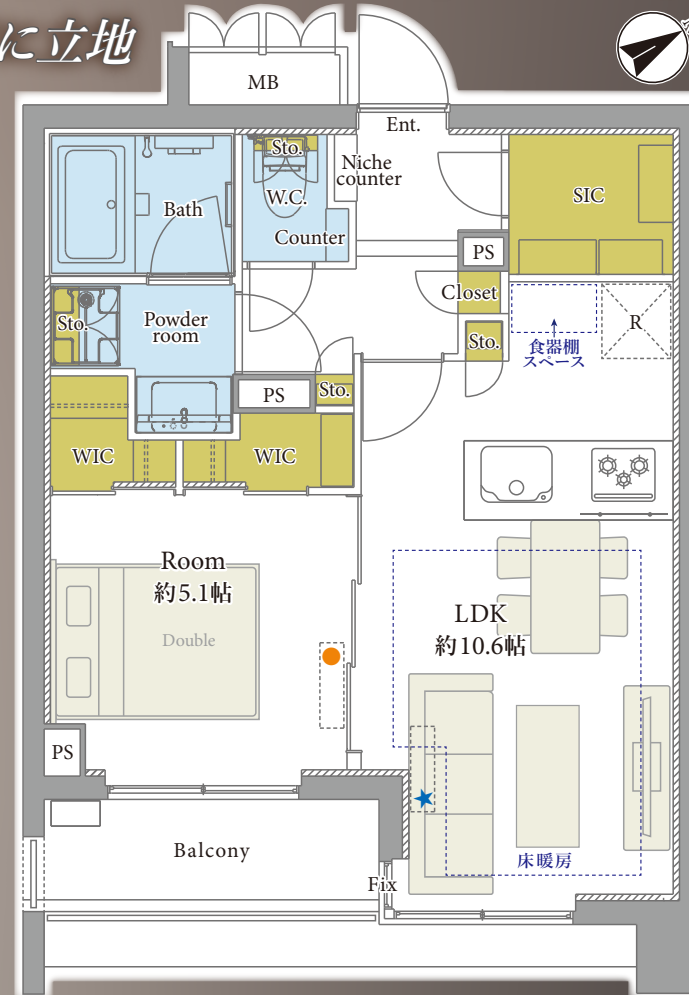 に立地
MB
Ent.
Sto.
Niche
counter
W.C.
SIC
Bath
Counter
PS
Closet
Sto.
Powder
room
R
食器棚
スペース
Sto.
PS
Sto.
WIC
WIC
Room
約5.1帖
LDK
約10.6帖
Double
PS
Balcony
床暖房
Fix